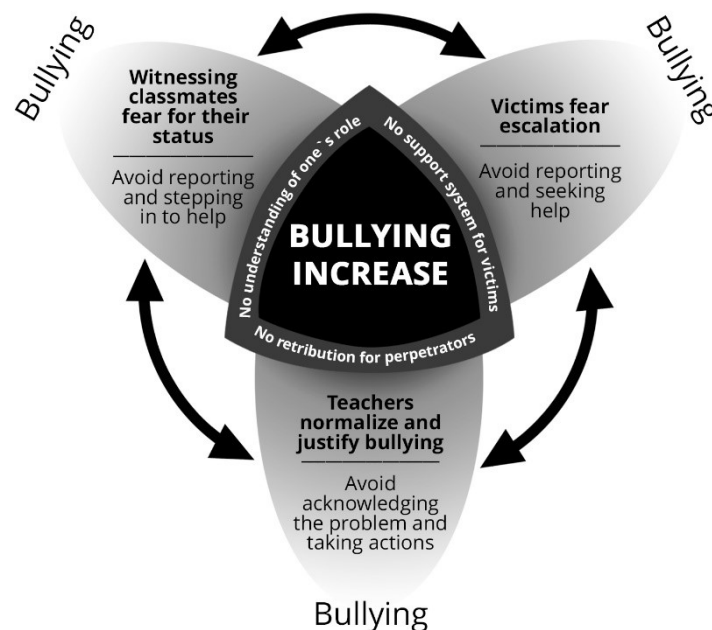 Bullying
Bullying
Witnessing
classmates
fear for their
status
Avoid reporting
and stepping
in to help
Victims fear
escalation
Avoid reporting
and seeking
help
No understanding of one`s role
No support system for victims
BULLYING
INCREASE
No retribution for perpetrators
Teachers
normalize and
justify bullying
Avoid
acknowledging
the problem and
taking actions
Bullying